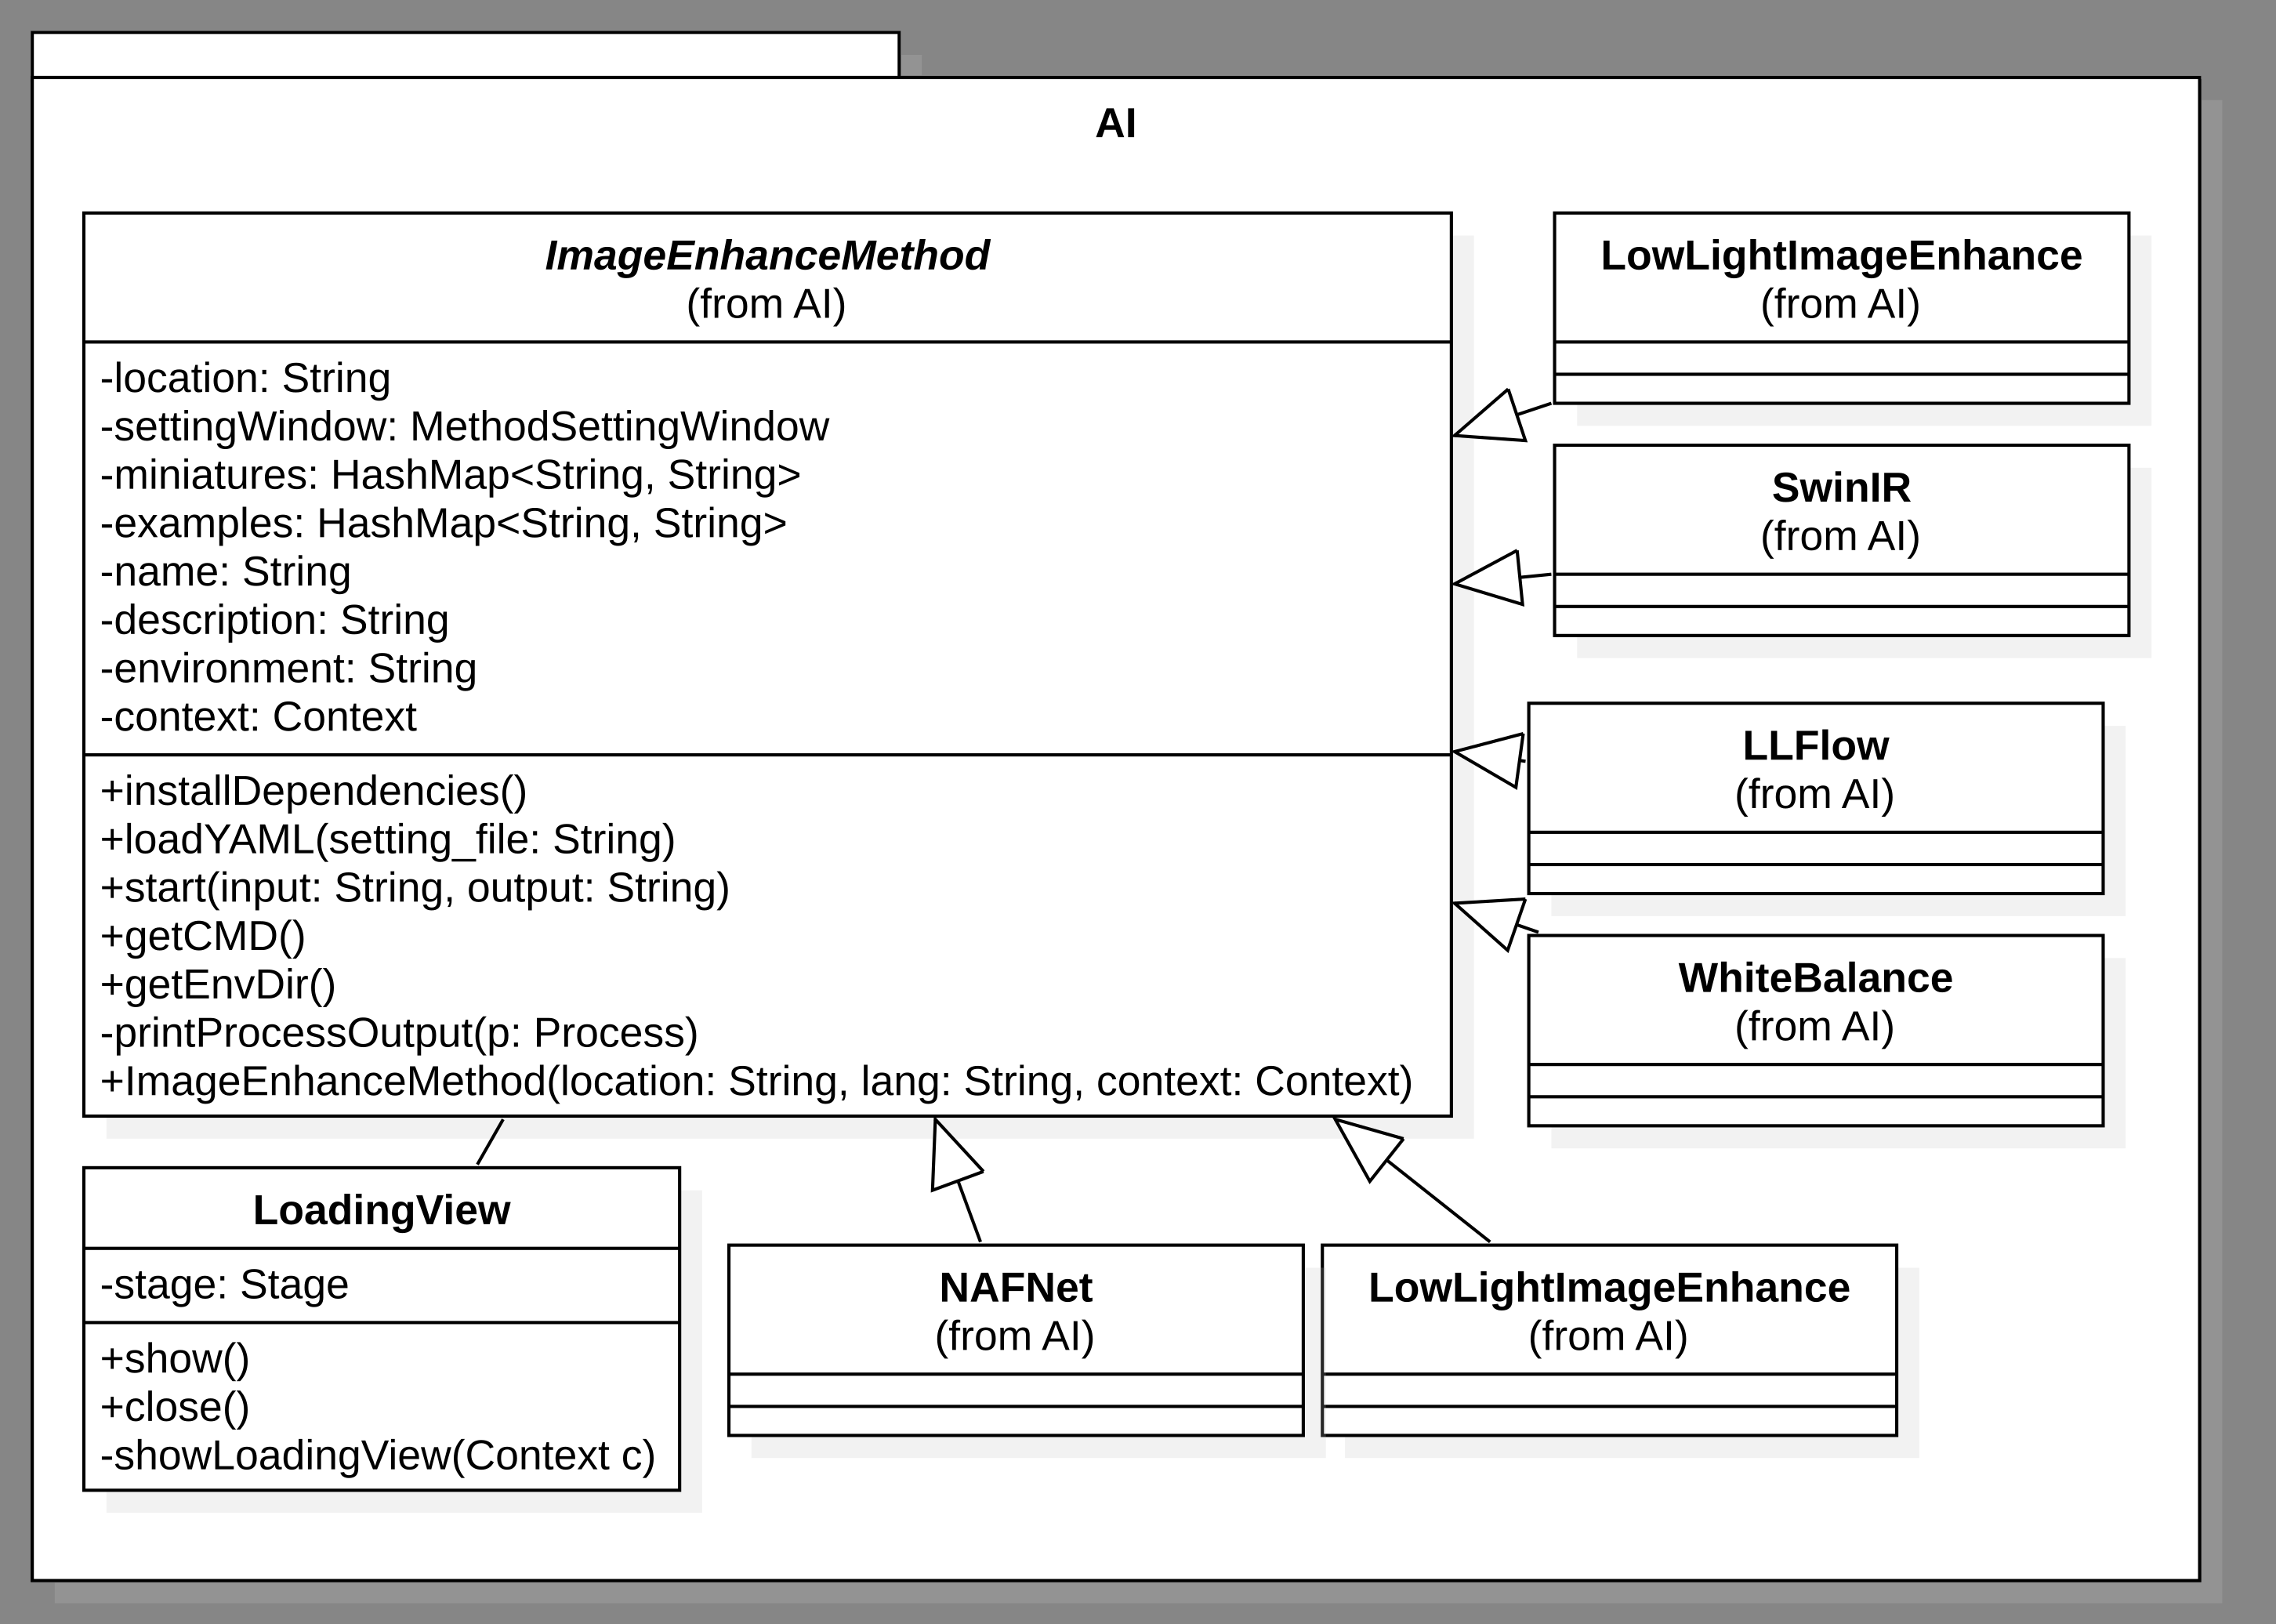 AI
ImageEnhanceMethod
(from AI)
-location: String
-settingWindow: MethodSettingWindow
-miniatures: HashMap<String, String>
-examples: HashMap<String, String>
-name: String
-description: String
-environment: String
-context: Context
+installDependencies()
+loadYAML(setting_file: String)
+start(input: String, output: String)
+getCMD()
+getEnvDir()
-printProcessOutput(p: Process)
+ImageEnhanceMethod(location: String, lang: String, context: Context)
LowLightImageEnhance
(from AI)
SwinIR
(from AI)
LLFlow
(from AI)
WhiteBalance
(from AI)
LoadingView
-stage: Stage
+show()
+close()
-showLoadingView(Context c)
NAFNet
(from AI)
LowLightImageEnhance
(from AI)